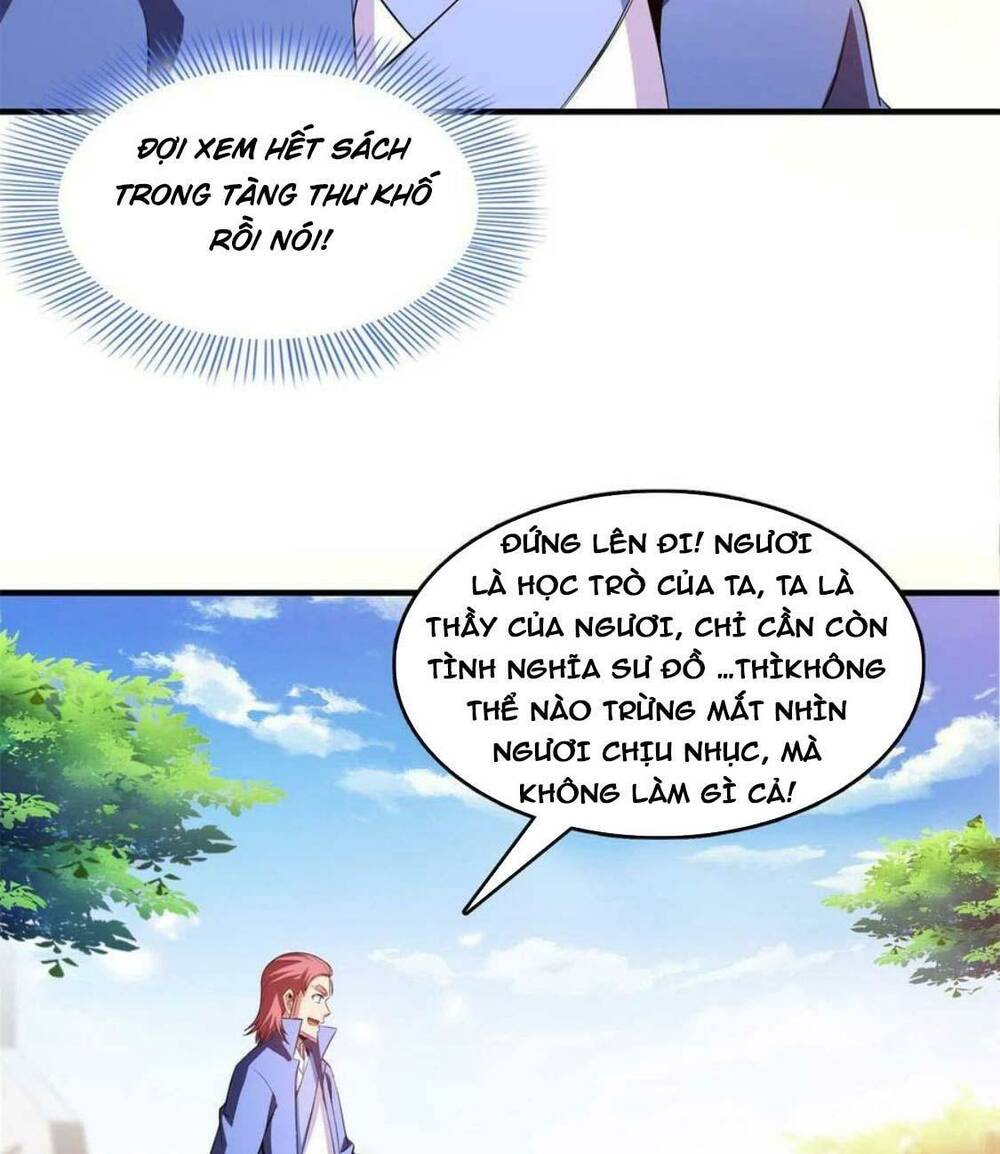 ĐỢI XEM HẾT SÁCH
TRONG TÀNG THƯ KHỐ
RỒI NÓI!
ĐỨNG LÊN ĐI! NGƯƠI
LÀ HỌC TRÒ CỦA TA, TA LÀ
THẦY CỦA NGƯƠI, CHỈ CẦN CÒN
TÌNH NGHĨA SƯ ĐỒ ...THÌKHÔNG
THỂ NÀO TRỪNG MẮT NHÌN
NGƯƠI CHỊU NHỤC, MÀ
KHÔNG LÀM GÌ CẢ!